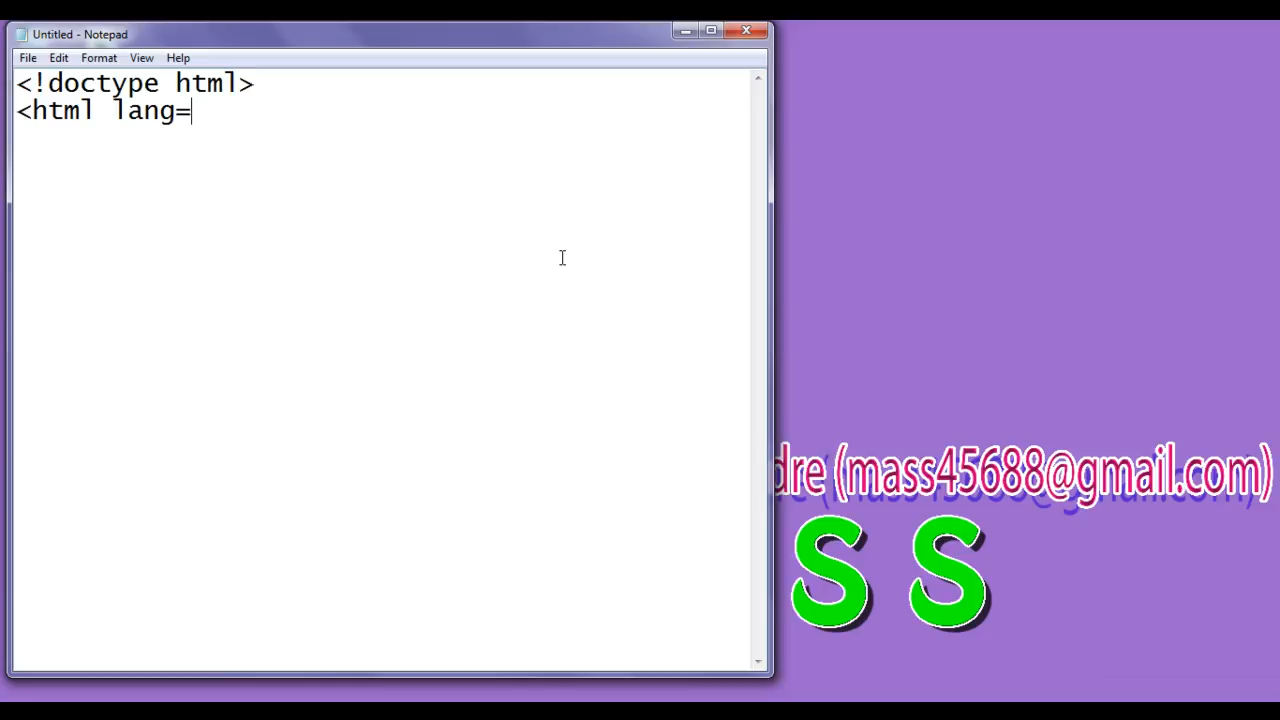 Untitled - Notepad
File Edit Format View Help
<!doctype html>
<html lang=
dre (mass45688@gmail.com)
S S